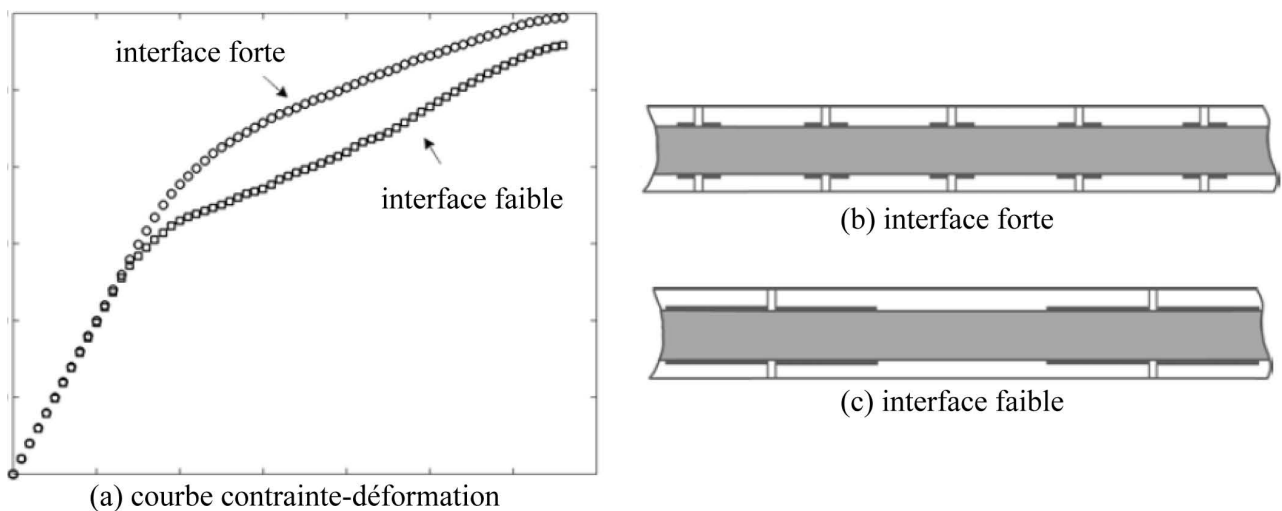 interface forte
interface faible
(a) courbe contrainte-déformation
(b) interface forte
(c) interface faible